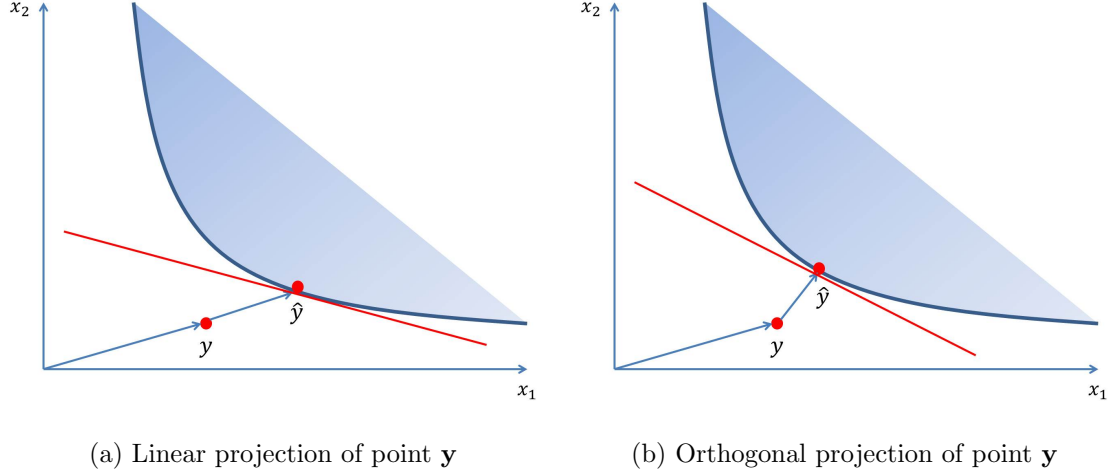 x₂
ŷ
y
x₁
(a) Linear projection of point y
x₂
ŷ
y
x₁
(b) Orthogonal projection of point y